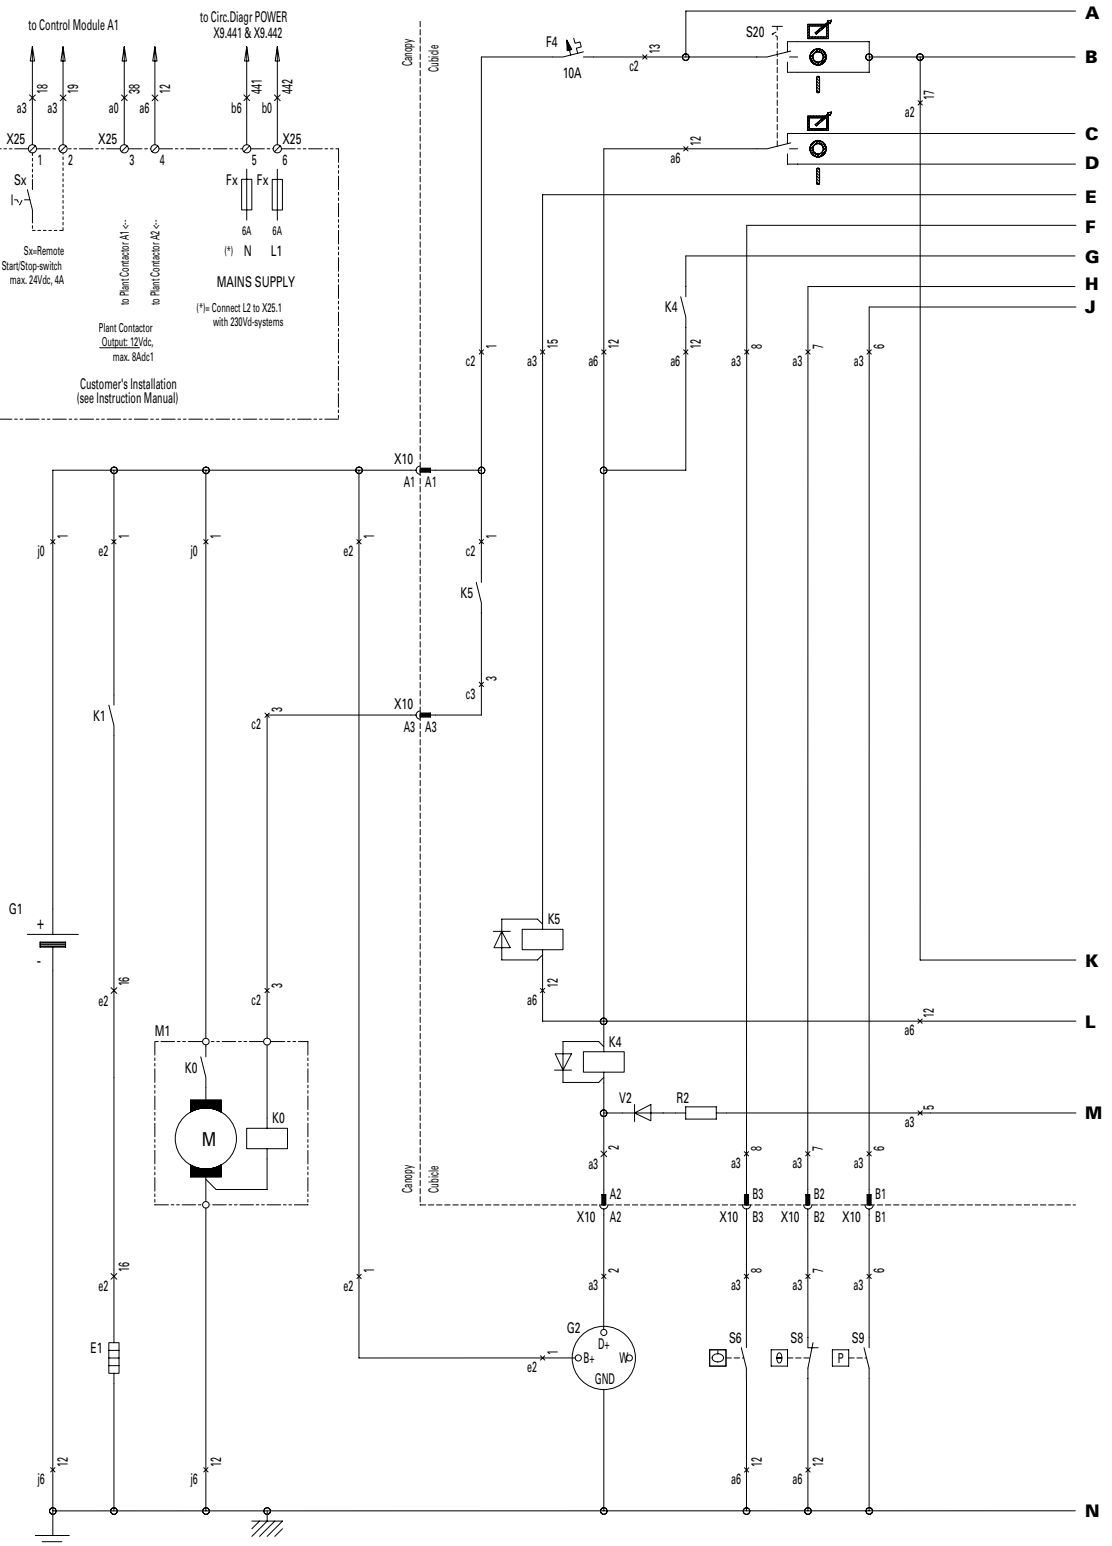 to Control Module A1
to Circ.Diagr POWER
X9.441 & X9.442
Canopy
Cubicle
F4
10A
c2
13
S20
A
B
a3
18
a3
19
a0
38
a6
12
b6
441
b0
442
a2
17
X25
X25
X25
1
2
3
4
5
6
a6
12
C
D
Sx
Fx
Fx
6A
6A
(*)
N
L1
E
F
G
H
J
Sx=Remote
Start/Stop-switch
max. 24Vdc, 4A
to Plant Contactor A1 <--
to Plant Contactor A2 <--
MAINS SUPPLY
(*)= Connect L2 to X25.1
with 230Vd-systems
Plant Contactor
Output: 12Vdc,
max. 8Adc1
Customer's Installation
(see Instruction Manual)
K4
c2
1
a3
15
a6
12
a6
12
a3
8
a3
7
a3
6
X10
A1
A1
j0
1
e2
1
j0
1
e2
1
c2
1
K5
c3
3
K1
c2
3
X10
A3
A3
G1
+
-
K5
K
e2
16
c2
3
a6
12
a6
12
L
M1
K0
K0
M
K4
V2
R2
a3
5
M
Canopy
Cubicle
a3
2
a3
8
a3
7
a3
6
A2
B3
B2
B1
X10
A2
X10
B3
X10
B2
X10
B1
e2
16
e2
1
a3
2
a3
8
a3
7
a3
6
E1
G2
D+
B+
W
GND
e2
1
S6
S8
θ
S9
P
j6
12
j6
12
a6
12
a6
12
N